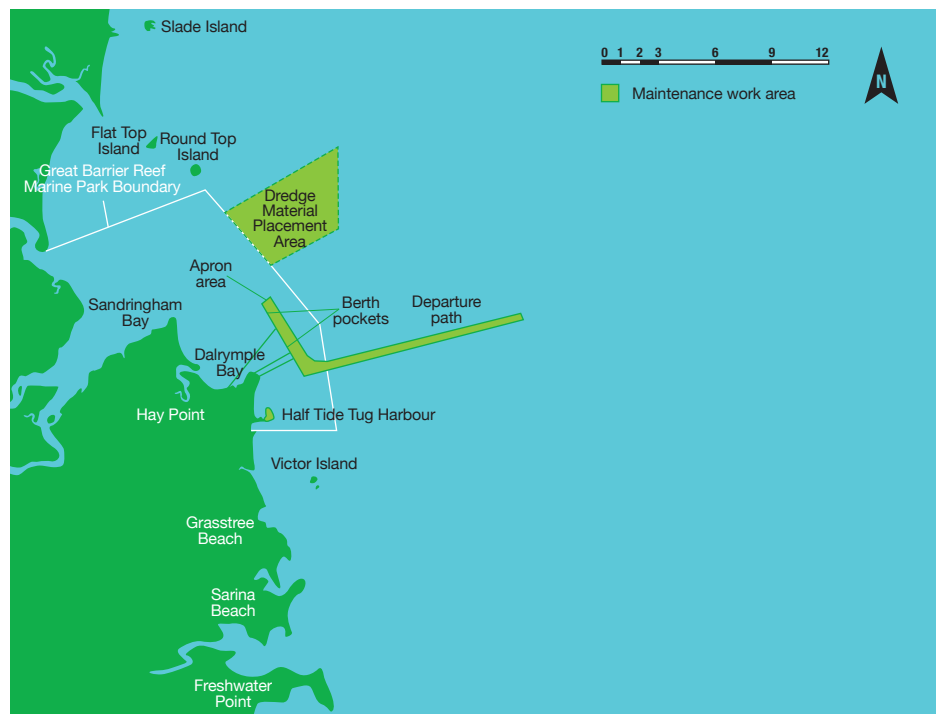 Slade Island
0 1 2 3 6 9 12
N
Maintenance work area
Flat Top
Island
Round Top
Island
Great Barrier Reef
Marine Park Boundary
Dredge
Material
Placement
Area
Apron
area
Berth
pockets
Departure
path
Sandringham
Bay
Dalrymple
Bay
Hay Point
Half Tide Tug Harbour
Victor Island
Grasstree
Beach
Sarina
Beach
Freshwater
Point